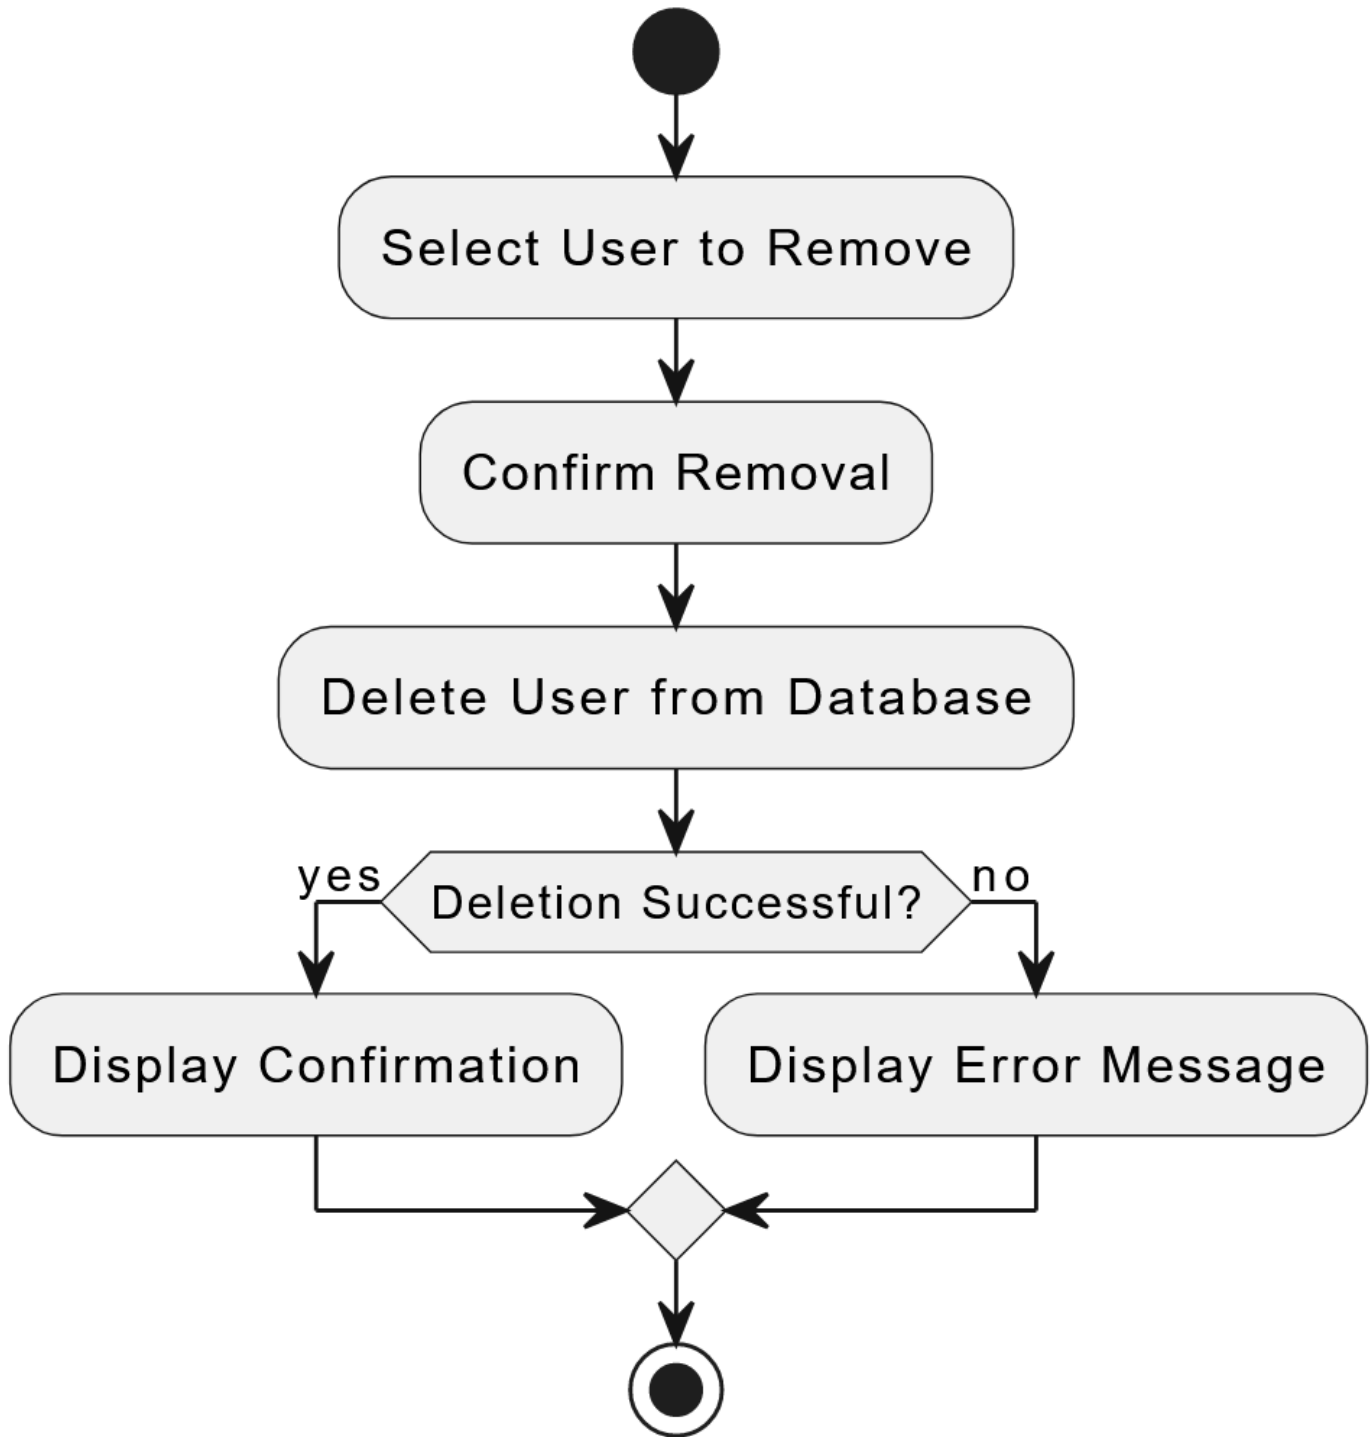 Select User to Remove
Confirm Removal
Delete User from Database
yes
Deletion Successful?
no
Display Confirmation
Display Error Message